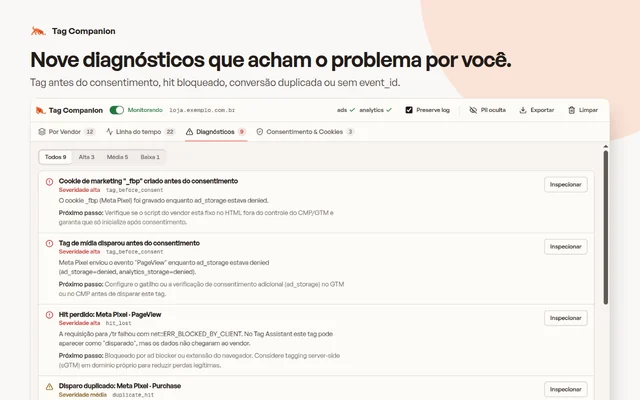 Tag Companion
Nove diagnósticos que acham o problema por você.
Tag antes do consentimento, hit bloqueado, conversão duplicada ou sem event_id.
Tag Companion Monitorando loja.exemplo.com.br ads analytics Preserve log PII oculta Exportar Limpar
Por Vendor 12 Linha do tempo 22 Diagnósticos 9 Consentimento & Cookies 3
Todos 9 Alta 3 Média 5 Baixa 1
Cookie de marketing "_fbp" criado antes do consentimento
Inspecionar
Severidade alta tag_before_consent
O cookie _fbp (Meta Pixel) foi gravado enquanto ad_storage estava denied.
Próximo passo: Verifique se o script do vendor está fixo no HTML, fora do controle do CMP/GTM e
garanta que só inicializa após consentimento.
Tag de mídia disparou antes do consentimento
Inspecionar
Severidade alta tag_before_consent
Meta Pixel enviou o evento "PageView" enquanto ad_storage estava denied
(ad_storage=denied, analytics_storage=denied).
Próximo passo: Configure o gatilho ou a verificação de consentimento adicional (ad_storage) no GTM
ou no CMP antes de disparar este tag.
Hit perdido: Meta Pixel · PageView
Inspecionar
Severidade alta hit_lost
A requisição para /tr falhou com net::ERR_BLOCKED_BY_CLIENT. No Tag Assistant este tag pode
aparecer como "disparado", mas os dados não chegaram ao vendor.
Próximo passo: Bloqueado por ad blocker ou extensão do navegador. Considere tagging server-side
(sGTM) em domínio próprio para reduzir perdas legítimas.
Disparo duplicado: Meta Pixel · Purchase
Inspecionar
Severidade média duplicate_hit